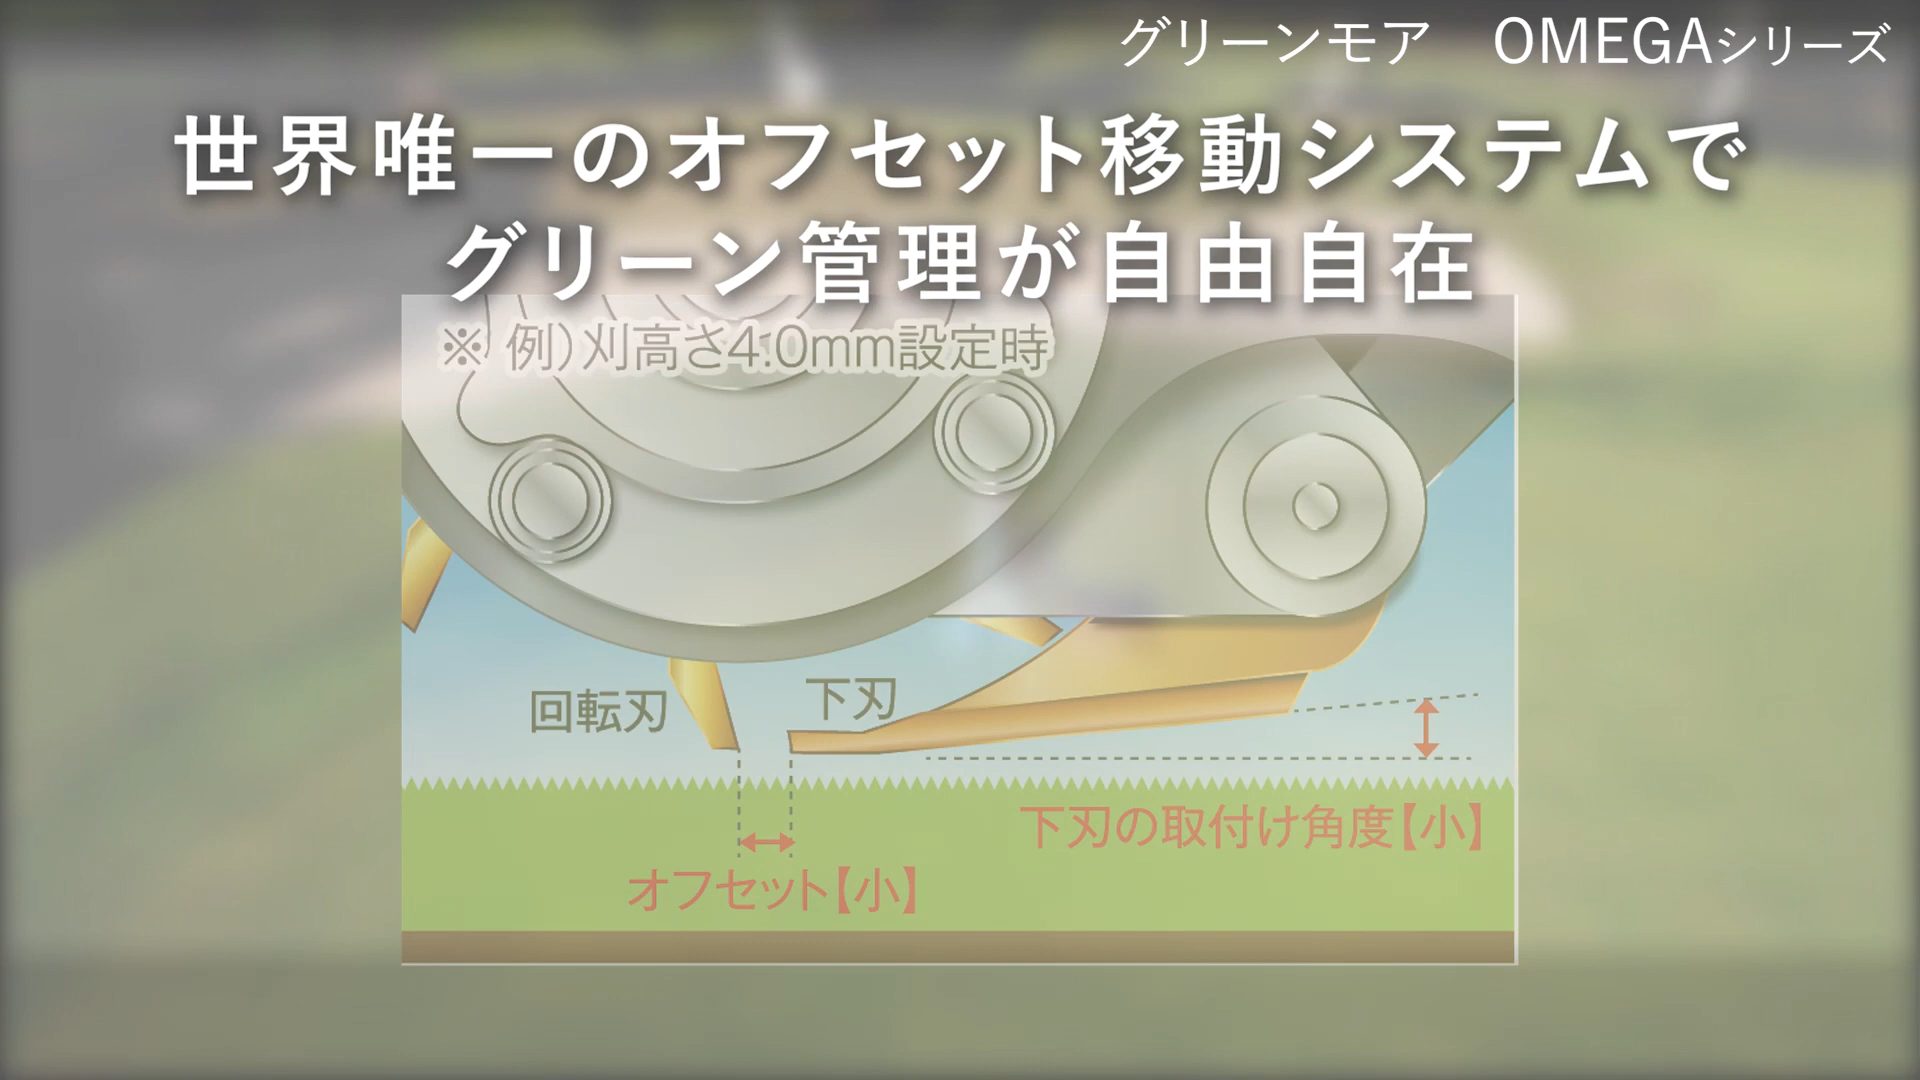 グリーンモア　OMEGAシリーズ
世界唯一のオフセット移動システムで
グリーン管理が自由自在
※ 例）刈高さ4.0mm設定時
回転刃
下刃
下刃の取付け角度【小】
オフセット【小】